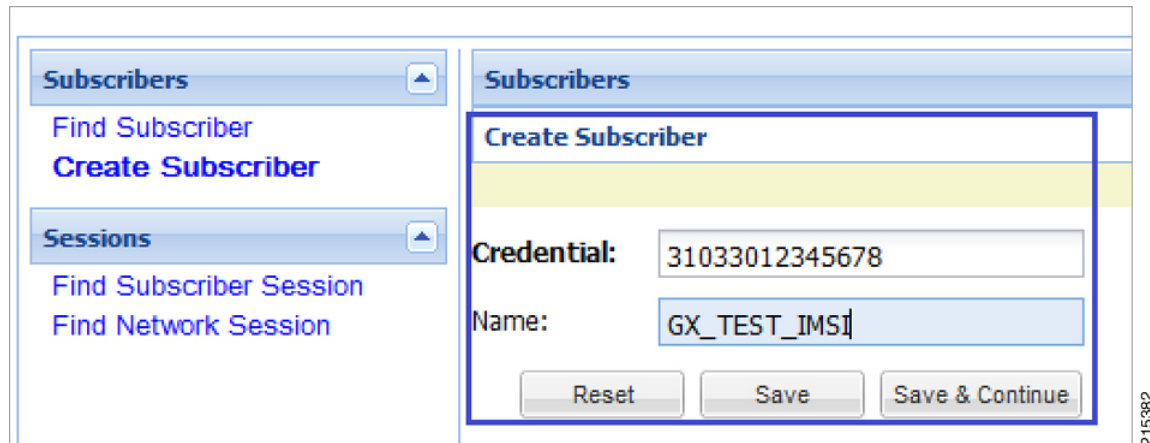 Subscribers
Find Subscriber
Create Subscriber
Sessions
Find Subscriber Session
Find Network Session
Subscribers
Create Subscriber
Credential: 31033012345678
Name: GX_TEST_IMSI
Reset Save Save & Continue
215382